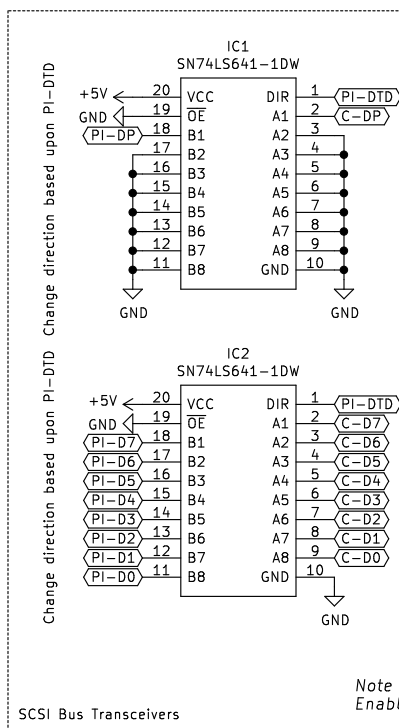 IC1
SN74LS641-1DW
+5V 20 VCC DIR 1 PI-DTD
GND 19 OE A1 2 C-DP
PI-DP 18 B1 A2 3
17 B2 A3 4
16 B3 A4 5
15 B4 A5 6
14 B5 A6 7
13 B6 A7 8
12 B7 A8 9
11 B8 GND 10
GND GND
Change direction based upon PI-DTD
IC2
SN74LS641-1DW
+5V 20 VCC DIR 1 PI-DTD
GND 19 OE A1 2 C-D7
PI-D7 18 B1 A2 3 C-D6
PI-D6 17 B2 A3 4 C-D5
PI-D5 16 B3 A4 5 C-D4
PI-D4 15 B4 A5 6 C-D3
PI-D3 14 B5 A6 7 C-D2
PI-D2 13 B6 A7 8 C-D1
PI-D1 12 B7 A8 9 C-D0
PI-D0 11 B8 GND 10
GND
Change direction based upon PI-DTD
Note
SCSI Bus Transceivers